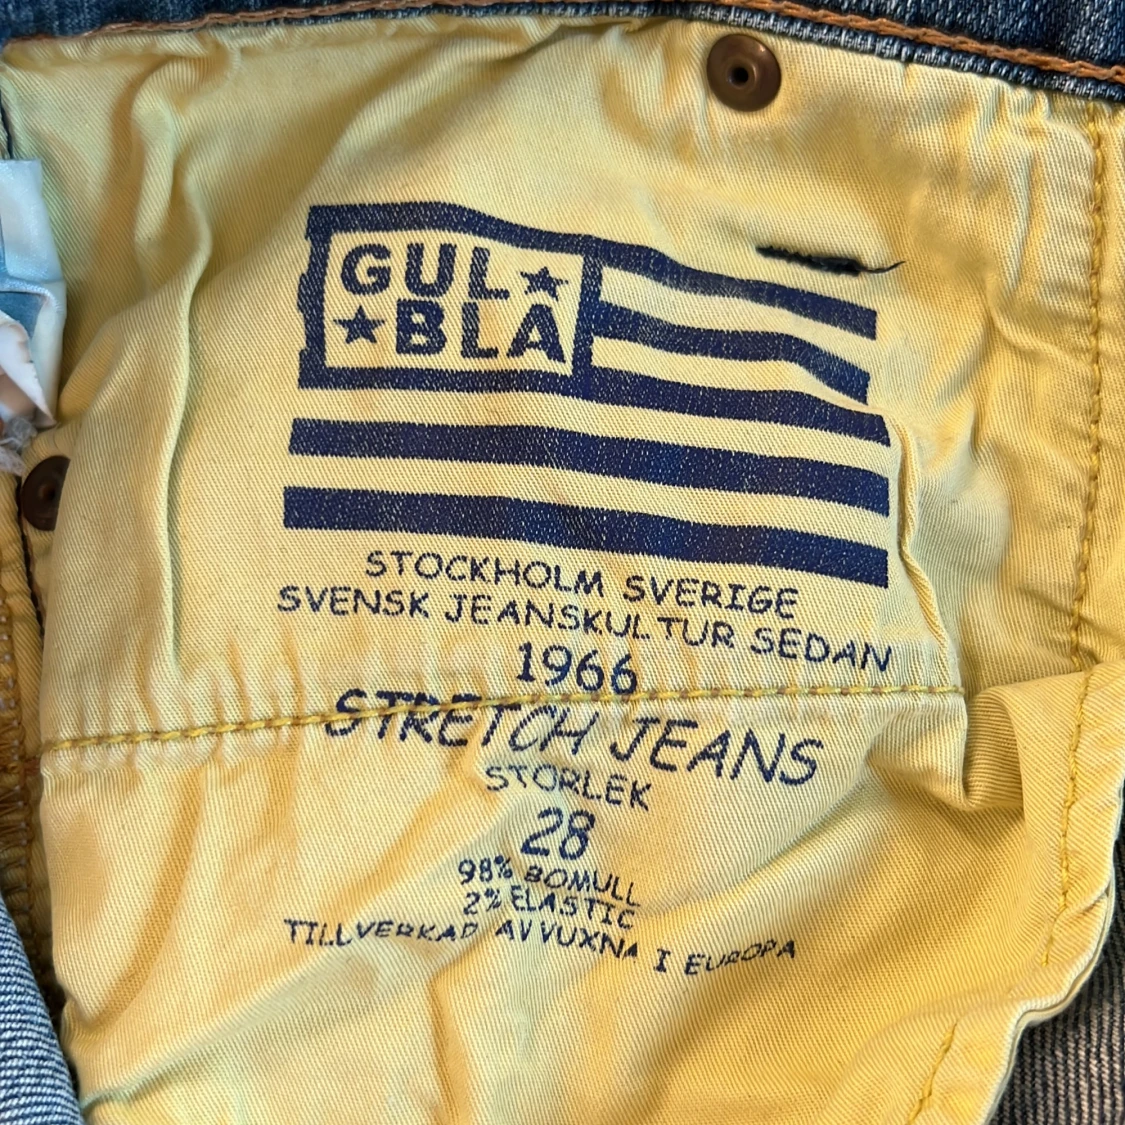 GUL★
★BLA
STOCKHOLM SVERIGE
SVENSK JEANSKULTUR SEDAN
1966
STRETCH JEANS
STORLEK
28
98% BOMULL
2% ELASTIC
TILLVERKAD AV VUXNA I EUROPA